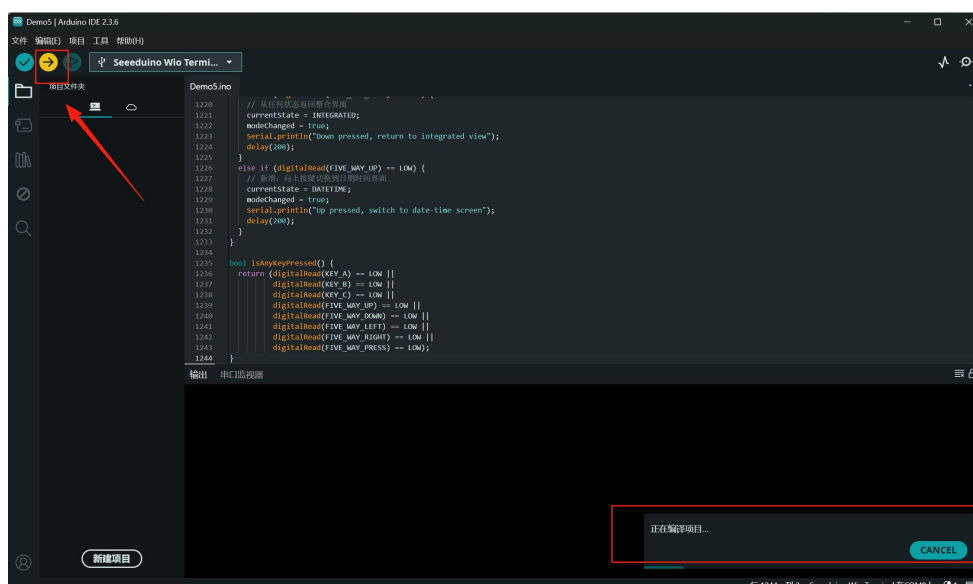 Demo5 | Arduino IDE 2.3.6
文件 编辑(E) 项目 工具 帮助(H)
Seeeduino Wio Termi...
项目文件夹
Demo5.ino
1220 // 从任何状态返回整合界面
1221 currentState = INTEGRATED;
1222 modeChanged = true;
1223 Serial.println("Down pressed, return to integrated view");
1224 delay(200);
1225 }
1226 else if (digitalRead(FIVE_WAY_UP) == LOW) {
1227 // 新增：向上按键切换到日期时间界面
1228 currentState = DATETIME;
1229 modeChanged = true;
1230 Serial.println("Up pressed, switch to date-time screen");
1231 delay(200);
1232 }
1233 }
1234
1235 bool isAnyKeyPressed() {
1236 return (digitalRead(KEY_A) == LOW ||
1237 digitalRead(KEY_B) == LOW ||
1238 digitalRead(KEY_C) == LOW ||
1239 digitalRead(FIVE_WAY_UP) == LOW ||
1240 digitalRead(FIVE_WAY_DOWN) == LOW ||
1241 digitalRead(FIVE_WAY_LEFT) == LOW ||
1242 digitalRead(FIVE_WAY_RIGHT) == LOW ||
1243 digitalRead(FIVE_WAY_PRESS) == LOW);
1244 }
输出 串口监视器
正在编译项目...
CANCEL
新建项目